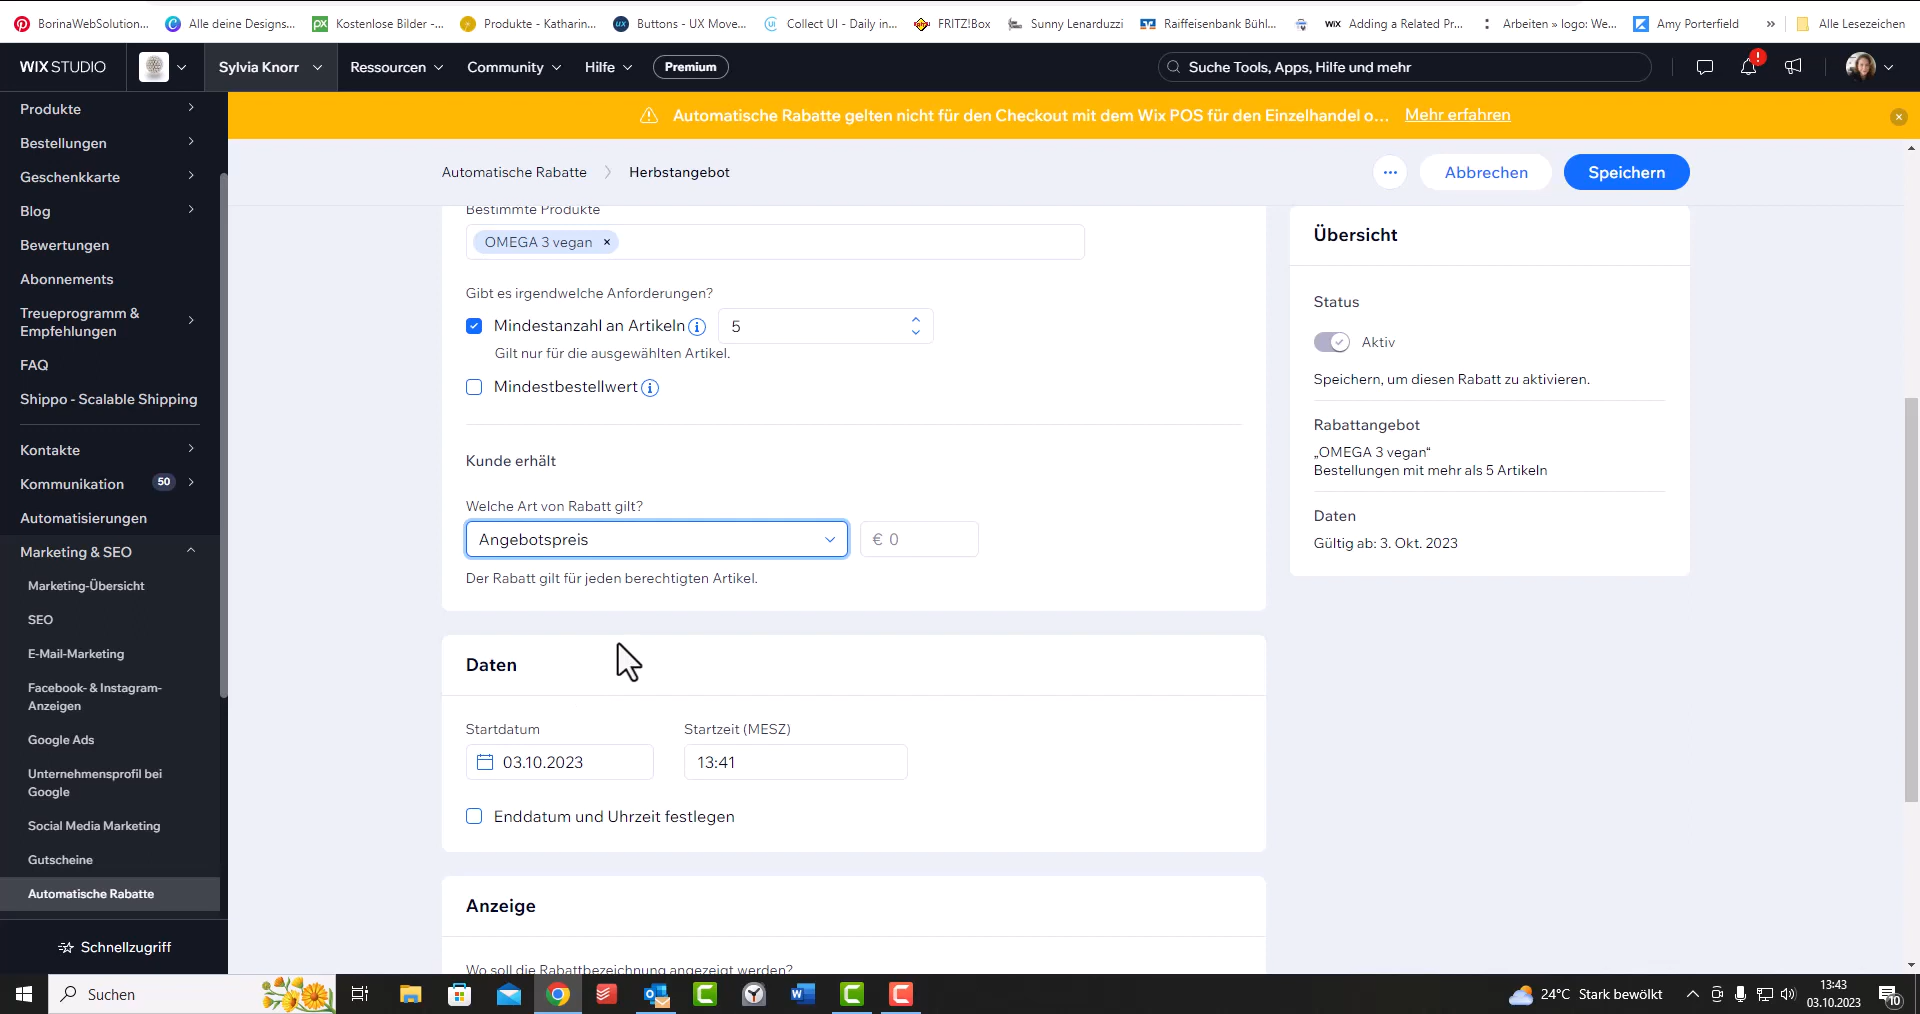 BorinaWebSolution...
Alle deine Designs...
Kostenlose Bilder -...
Produkte - Katharin...
Buttons - UX Move...
Collect UI - Daily in...
FRITZ!Box
Sunny Lenarduzzi
Raiffeisenbank Bühl...
Adding a Related Pr...
Arbeiten » logo: We...
Amy Porterfield
»
Alle Lesezeichen
WIX STUDIO
Sylvia Knorr
Ressourcen
Community
Hilfe
Premium
Suche Tools, Apps, Hilfe und mehr
Automatische Rabatte gelten nicht für den Checkout mit dem Wix POS für den Einzelhandel o...
Mehr erfahren
Produkte
Bestellungen
Geschenkkarte
Blog
Bewertungen
Abonnements
Treueprogramm &
Empfehlungen
FAQ
Shippo - Scalable Shipping
Kontakte
Kommunikation
50
Automatisierungen
Marketing & SEO
Marketing-Übersicht
SEO
E-Mail-Marketing
Facebook- & Instagram-
Anzeigen
Google Ads
Unternehmensprofil bei
Google
Social Media Marketing
Gutscheine
Automatische Rabatte
Schnellzugriff
Automatische Rabatte
Herbstangebot
Abbrechen
Speichern
Bestimmte Produkte
OMEGA 3 vegan
Gibt es irgendwelche Anforderungen?
Mindestanzahl an Artikeln
5
Gilt nur für die ausgewählten Artikel.
Mindestbestellwert
Kunde erhält
Welche Art von Rabatt gilt?
Angebotspreis
€ 0
Der Rabatt gilt für jeden berechtigten Artikel.
Daten
Startdatum
Startzeit (MESZ)
03.10.2023
13:41
Enddatum und Uhrzeit festlegen
Anzeige
Wo soll die Rabattbezeichnung angezeigt werden?
Übersicht
Status
Aktiv
Speichern, um diesen Rabatt zu aktivieren.
Rabattangebot
„OMEGA 3 vegan“
Bestellungen mit mehr als 5 Artikeln
Daten
Gültig ab: 3. Okt. 2023
Suchen
24°C Stark bewölkt
13:43
03.10.2023
10